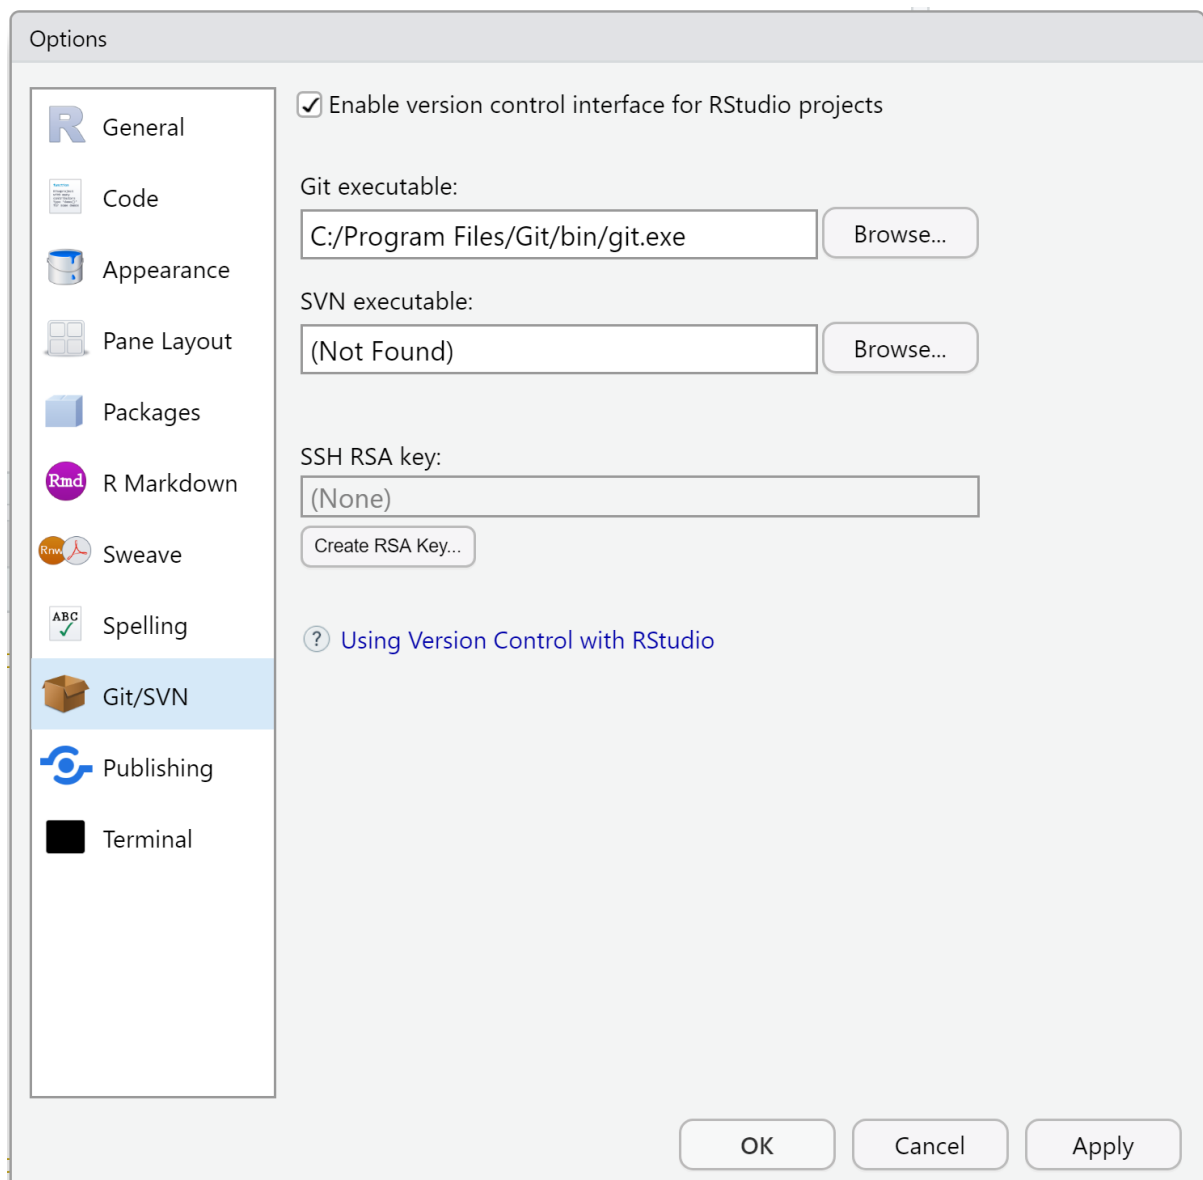 Options
General
Code
Appearance
Pane Layout
Packages
Rmd
R Markdown
Rnw
Sweave
ABC
Spelling
Git/SVN
Publishing
Terminal
Enable version control interface for RStudio projects
Git executable:
C:/Program Files/Git/bin/git.exe
Browse...
SVN executable:
(Not Found)
Browse...
SSH RSA key:
(None)
Create RSA Key...
? Using Version Control with RStudio
OK
Cancel
Apply